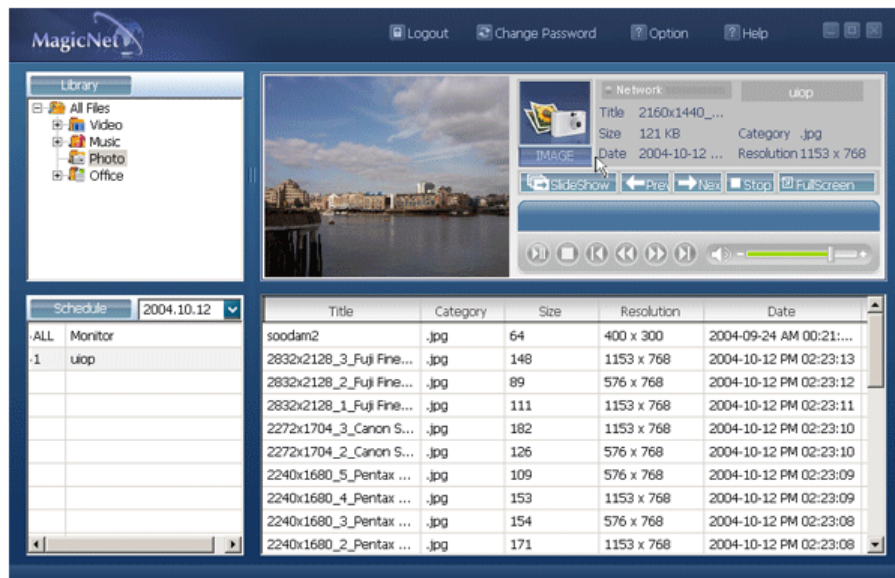 MagicNet
Logout Change Password Option Help
Library
All Files
Video
Music
Photo
Office
Network uiop
Title 2160x1440_...
Size 121 KB Category .jpg
IMAGE Date 2004-10-12 ... Resolution 1153 x 768
SlideShow Prev Nex Stop FullScreen
Schedule 2004.10.12
-ALL Monitor
-1 uiop
Title Category Size Resolution Date
soodam2 .jpg 64 400 x 300 2004-09-24 AM 00:21:...
2832x2128_3_Fuji Fine... .jpg 148 1153 x 768 2004-10-12 PM 02:23:13
2832x2128_2_Fuji Fine... .jpg 89 576 x 768 2004-10-12 PM 02:23:12
2832x2128_1_Fuji Fine... .jpg 111 1153 x 768 2004-10-12 PM 02:23:11
2272x1704_3_Canon S... .jpg 182 1153 x 768 2004-10-12 PM 02:23:10
2272x1704_2_Canon S... .jpg 126 576 x 768 2004-10-12 PM 02:23:10
2240x1680_5_Pentax ... .jpg 109 576 x 768 2004-10-12 PM 02:23:09
2240x1680_4_Pentax ... .jpg 153 1153 x 768 2004-10-12 PM 02:23:09
2240x1680_3_Pentax ... .jpg 154 576 x 768 2004-10-12 PM 02:23:08
2240x1680_2_Pentax ... .jpg 171 1153 x 768 2004-10-12 PM 02:23:08